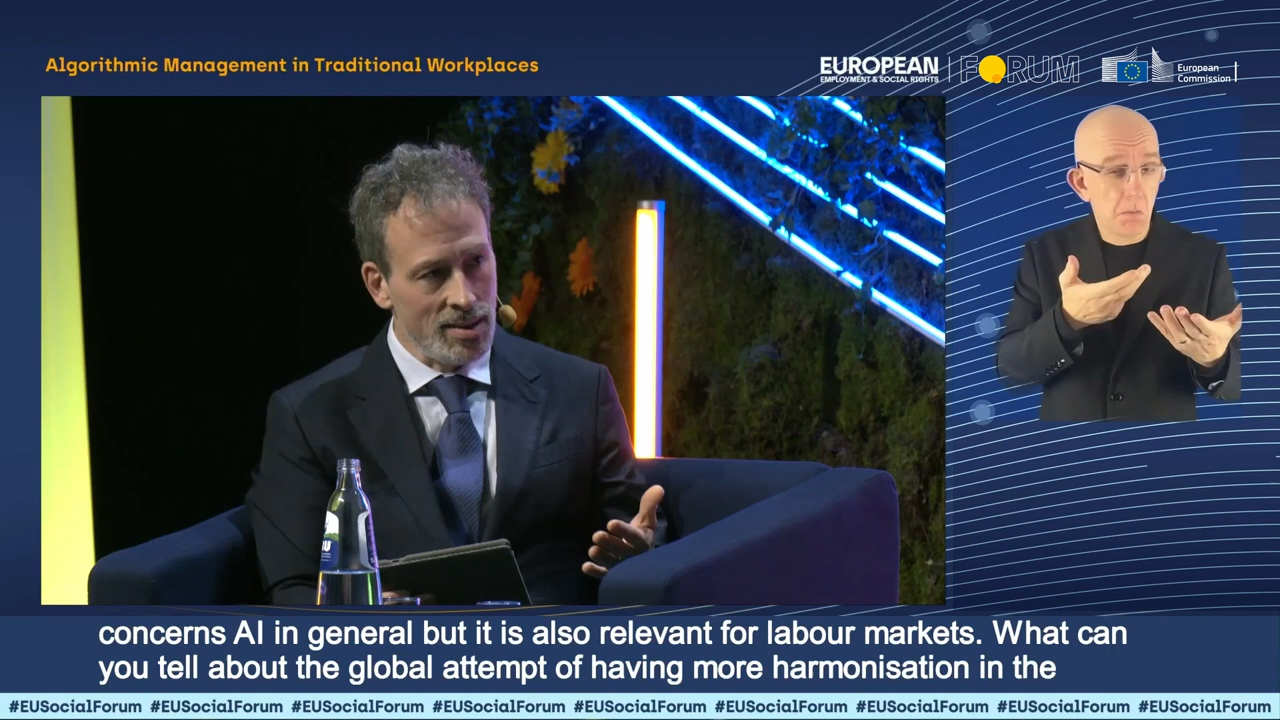 Algorithmic Management in Traditional Workplaces
EUROPEAN
EMPLOYMENT & SOCIAL RIGHTS
FORUM
European
Commission
concerns AI in general but it is also relevant for labour markets. What can
you tell about the global attempt of having more harmonisation in the
#EUSocialForum #EUSocialForum #EUSocialForum #EUSocialForum #EUSocialForum #EUSocialForum #EUSocialForum #EUSocialForum #EUSocialForum